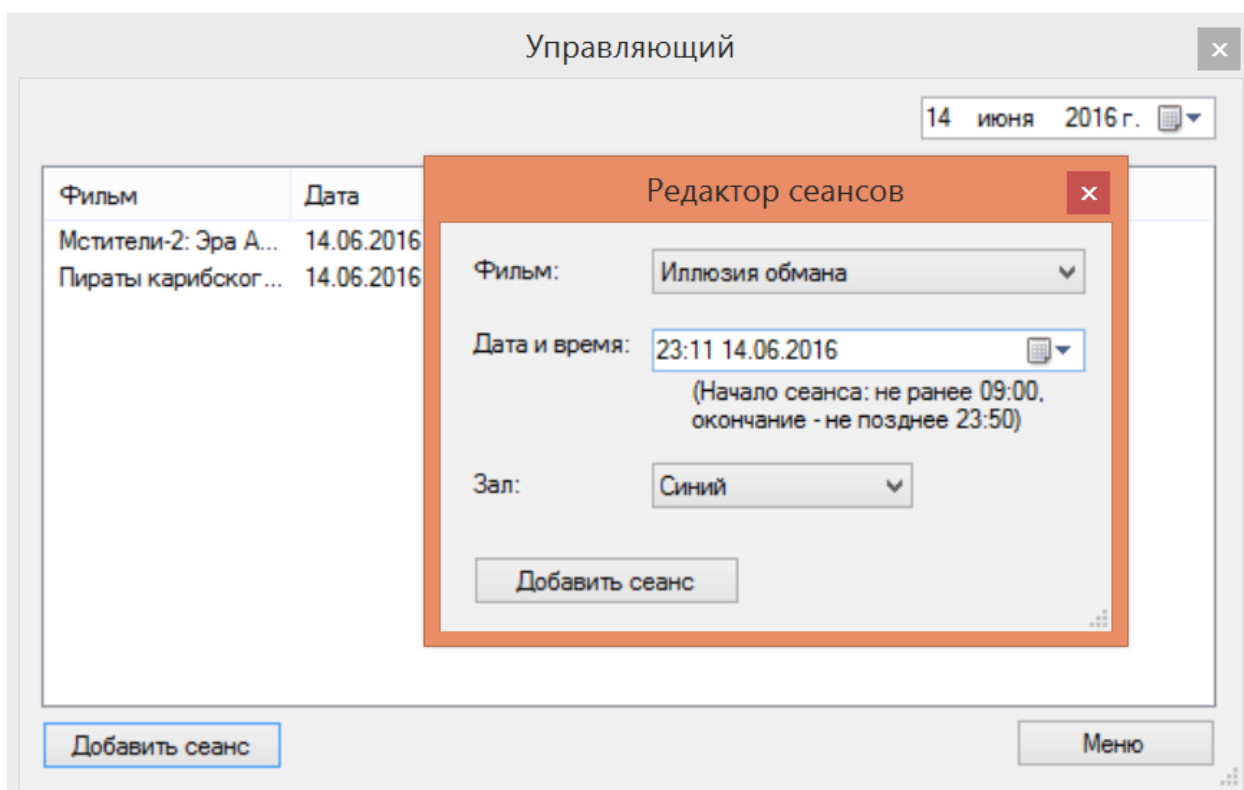 Управляющий
14 июня 2016 г.
Фильм Дата
Мстители-2: Эра А... 14.06.2016
Пираты карибског... 14.06.2016
Редактор сеансов
Фильм: Иллюзия обмана
Дата и время: 23:11 14.06.2016
(Начало сеанса: не ранее 09:00,
окончание - не позднее 23:50)
Зал: Синий
Добавить сеанс
Добавить сеанс Меню